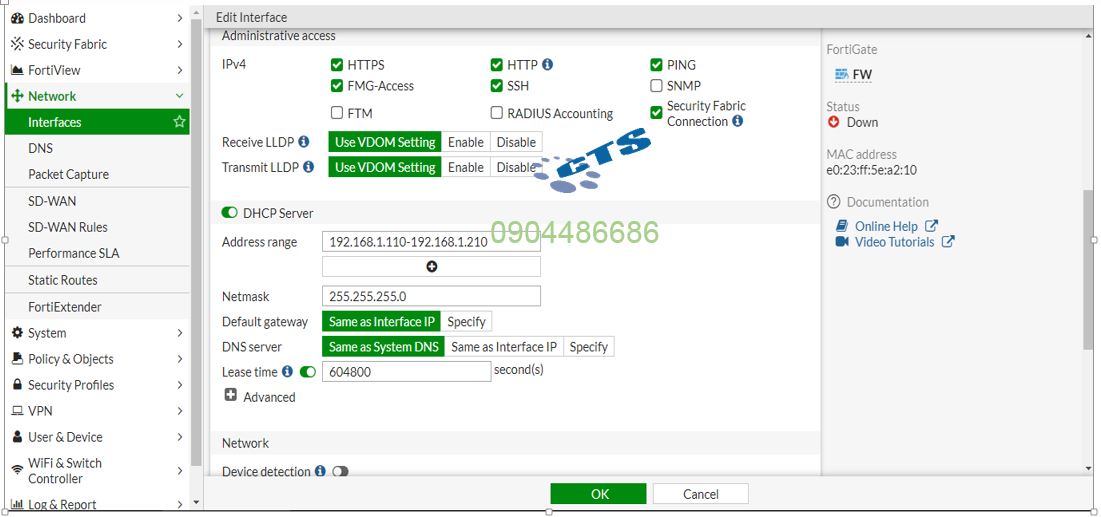 Dashboard
Security Fabric
FortiView
Network
Interfaces
DNS
Packet Capture
SD-WAN
SD-WAN Rules
Performance SLA
Static Routes
FortiExtender
System
Policy & Objects
Security Profiles
VPN
User & Device
WiFi & Switch
Controller
Log & Report
Edit Interface
Administrative access
IPv4
HTTPS
HTTP
PING
FMG-Access
SSH
SNMP
FTM
RADIUS Accounting
Security Fabric
Connection
Receive LLDP Use VDOM Setting Enable Disable
Transmit LLDP Use VDOM Setting Enable Disable
GTS
DHCP Server
0904486686
Address range 192.168.1.110-192.168.1.210
Netmask 255.255.255.0
Default gateway Same as Interface IP Specify
DNS server Same as System DNS Same as Interface IP Specify
Lease time 604800 second(s)
Advanced
Network
Device detection
OK Cancel
FortiGate
FW
Status
Down
MAC address
e0:23:ff:5e:a2:10
Documentation
Online Help
Video Tutorials